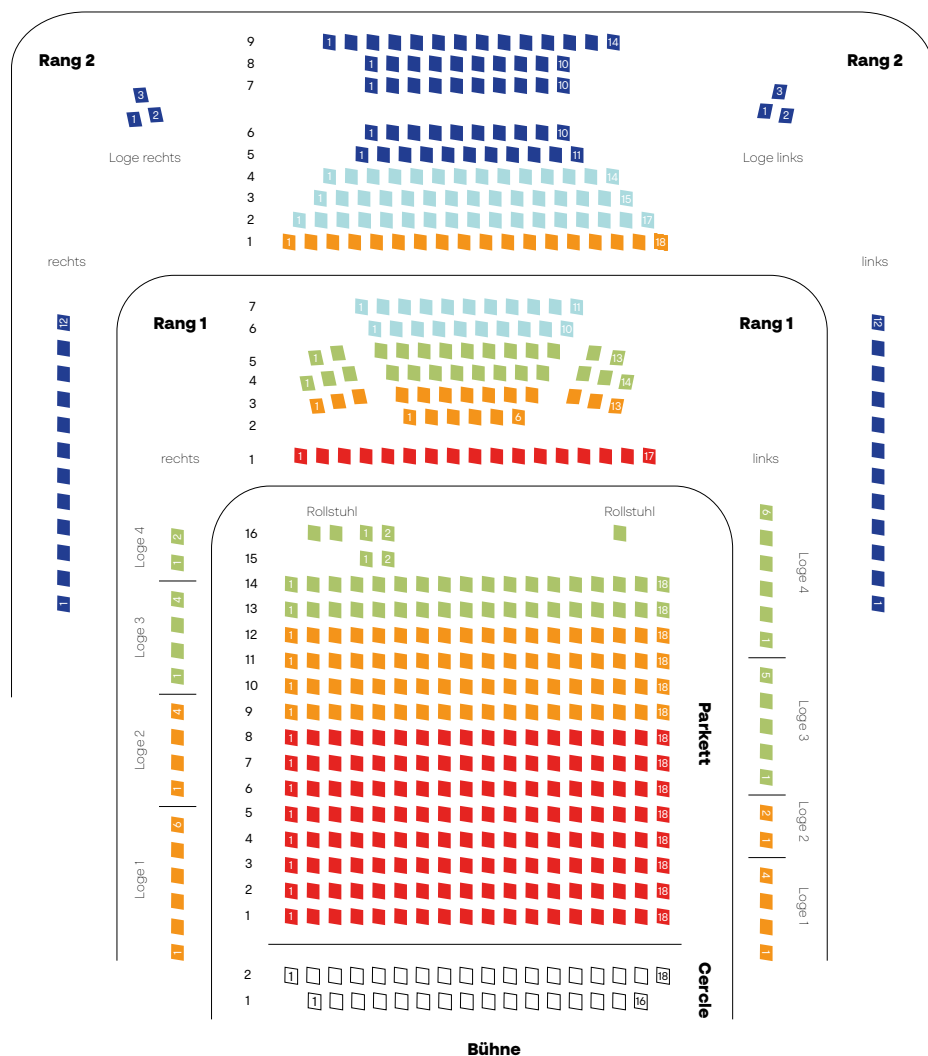 9 1 14
Rang 2
Rang 2
8 1 10
7 1 10
3
1 2
3
1 2
6 1 10
Loge rechts
5 1 11
Loge links
4 1 14
3 1 15
2 1 17
1 1 18
rechts
links
7 1 11
12
Rang 1
6 1 10
Rang 1
12
5 1 13
4 1 14
3 1 13
2 1 6
rechts
1 1 17
links
Rollstuhl
Rollstuhl
16 1 2
15 1 2
14 1 18
13 1 18
12 1 18
11 1 18
10 1 18
9 1 18
8 1 18
7 1 18
6 1 18
5 1 18
4 1 18
3 1 18
2 1 18
1 1 18
Parkett
Loge 4
2
1
Loge 3
4
1
Loge 2
4
1
Loge 1
6
1
6
Loge 4
1
5
Loge 3
1
2
Loge 2
1
4
Loge 1
1
1
1
2 1 18
1 1 16
Cercle
Bühne